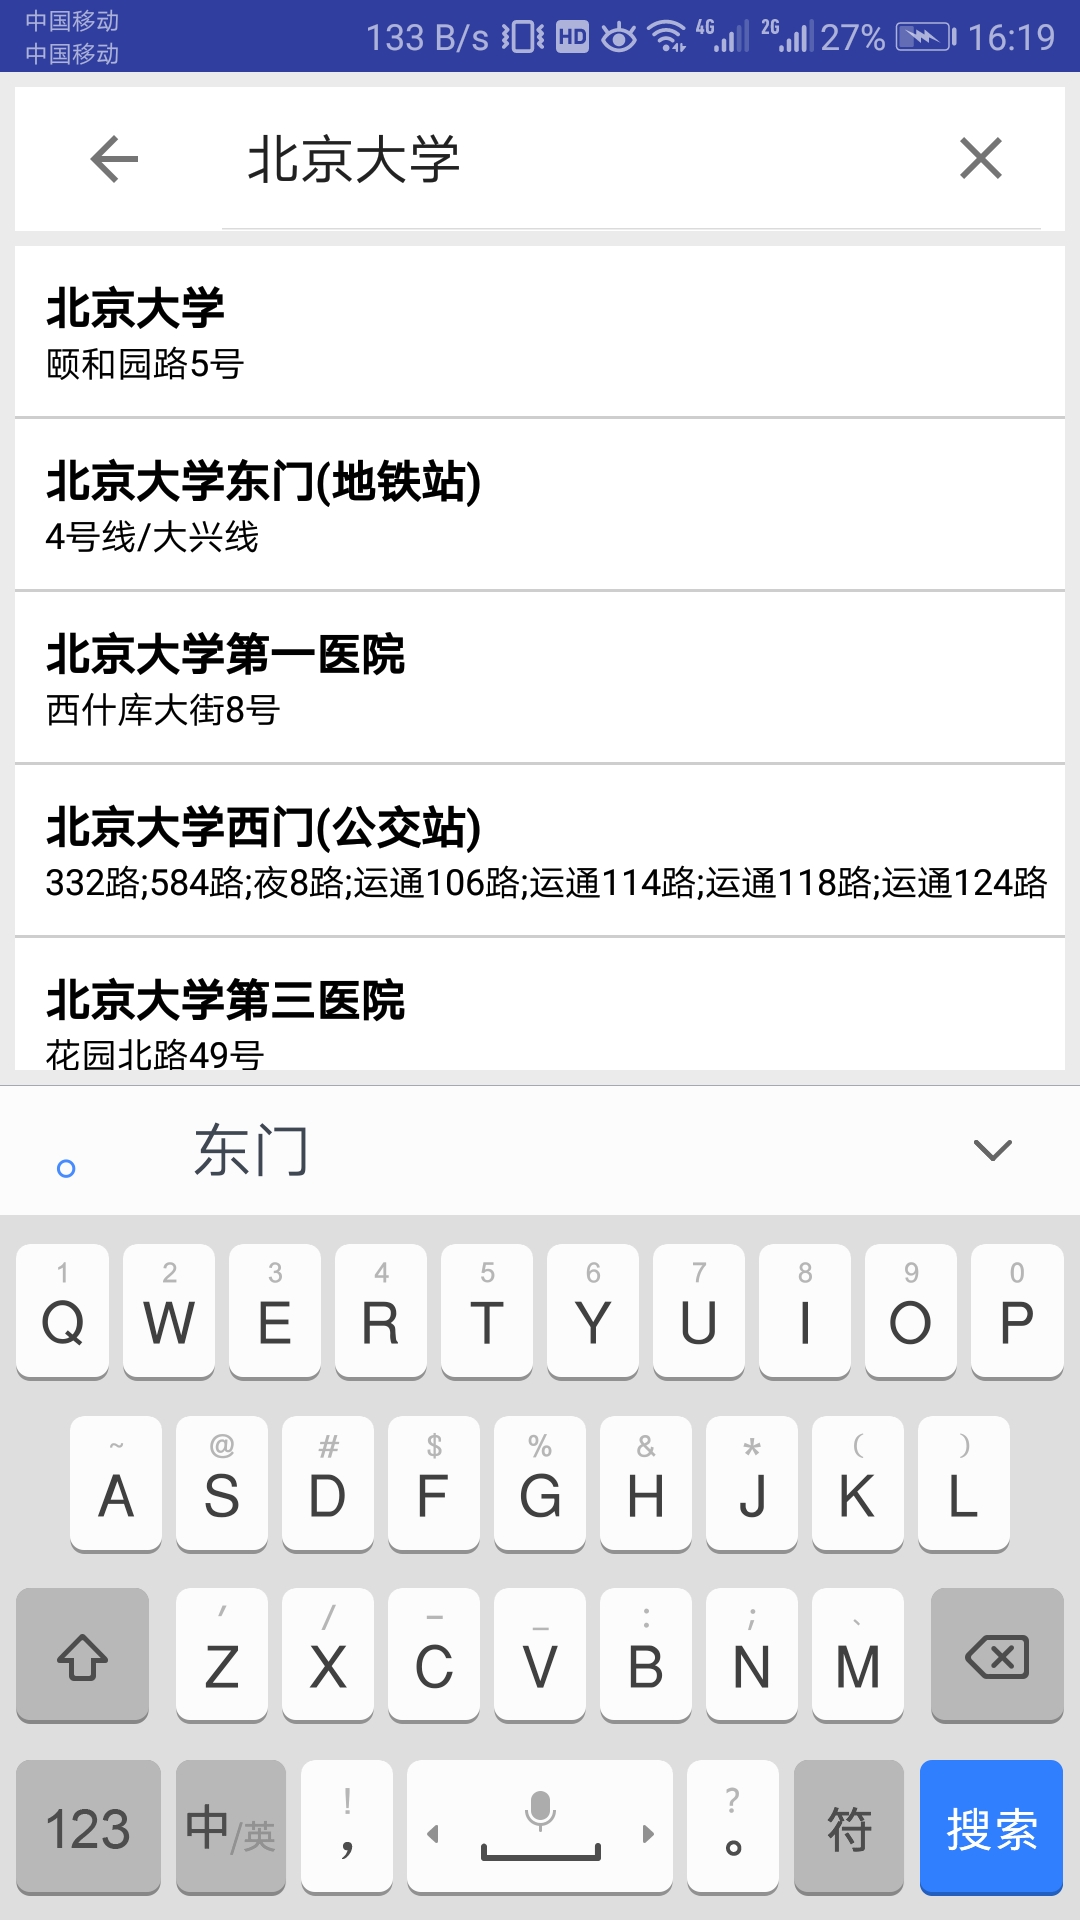 中国移动
中国移动
133 B/s HD 4G 2G 27% 16:19
北京大学
北京大学
颐和园路5号
北京大学东门(地铁站)
4号线/大兴线
北京大学第一医院
西什库大街8号
北京大学西门(公交站)
332路;584路;夜8路;运通106路;运通114路;运通118路;运通124路
北京大学第三医院
花园北路49号
。 东门
1 2 3 4 5 6 7 8 9 0
Q W E R T Y U I O P
~ @ # $ % & * ( )
A S D F G H J K L
' / - _ : ; 、
Z X C V B N M
! ?
123 中/英 , 。 符 搜索